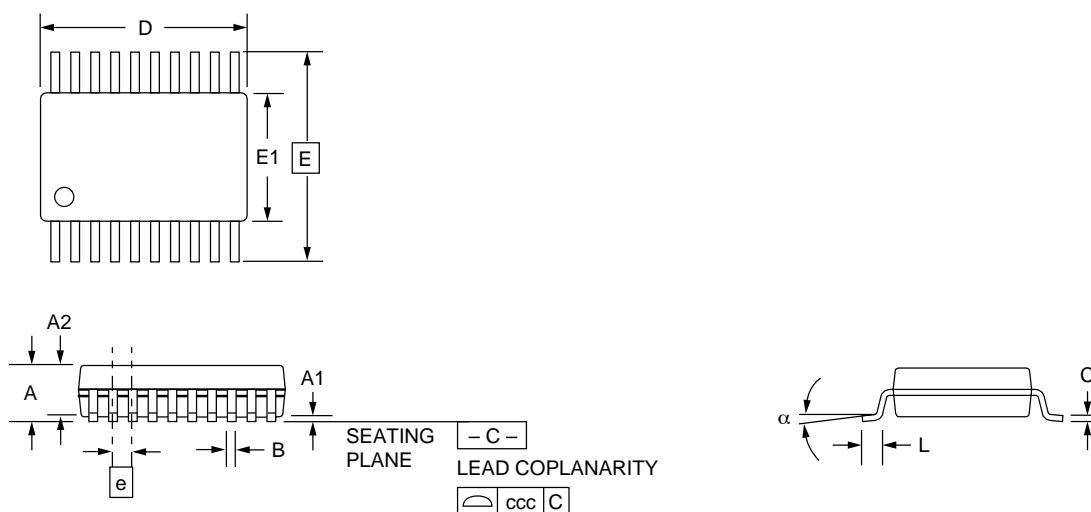 D
E1
E
A2
A
A1
B
e
SEATING
PLANE
– C –
LEAD COPLANARITY
ccc C
α
L
C